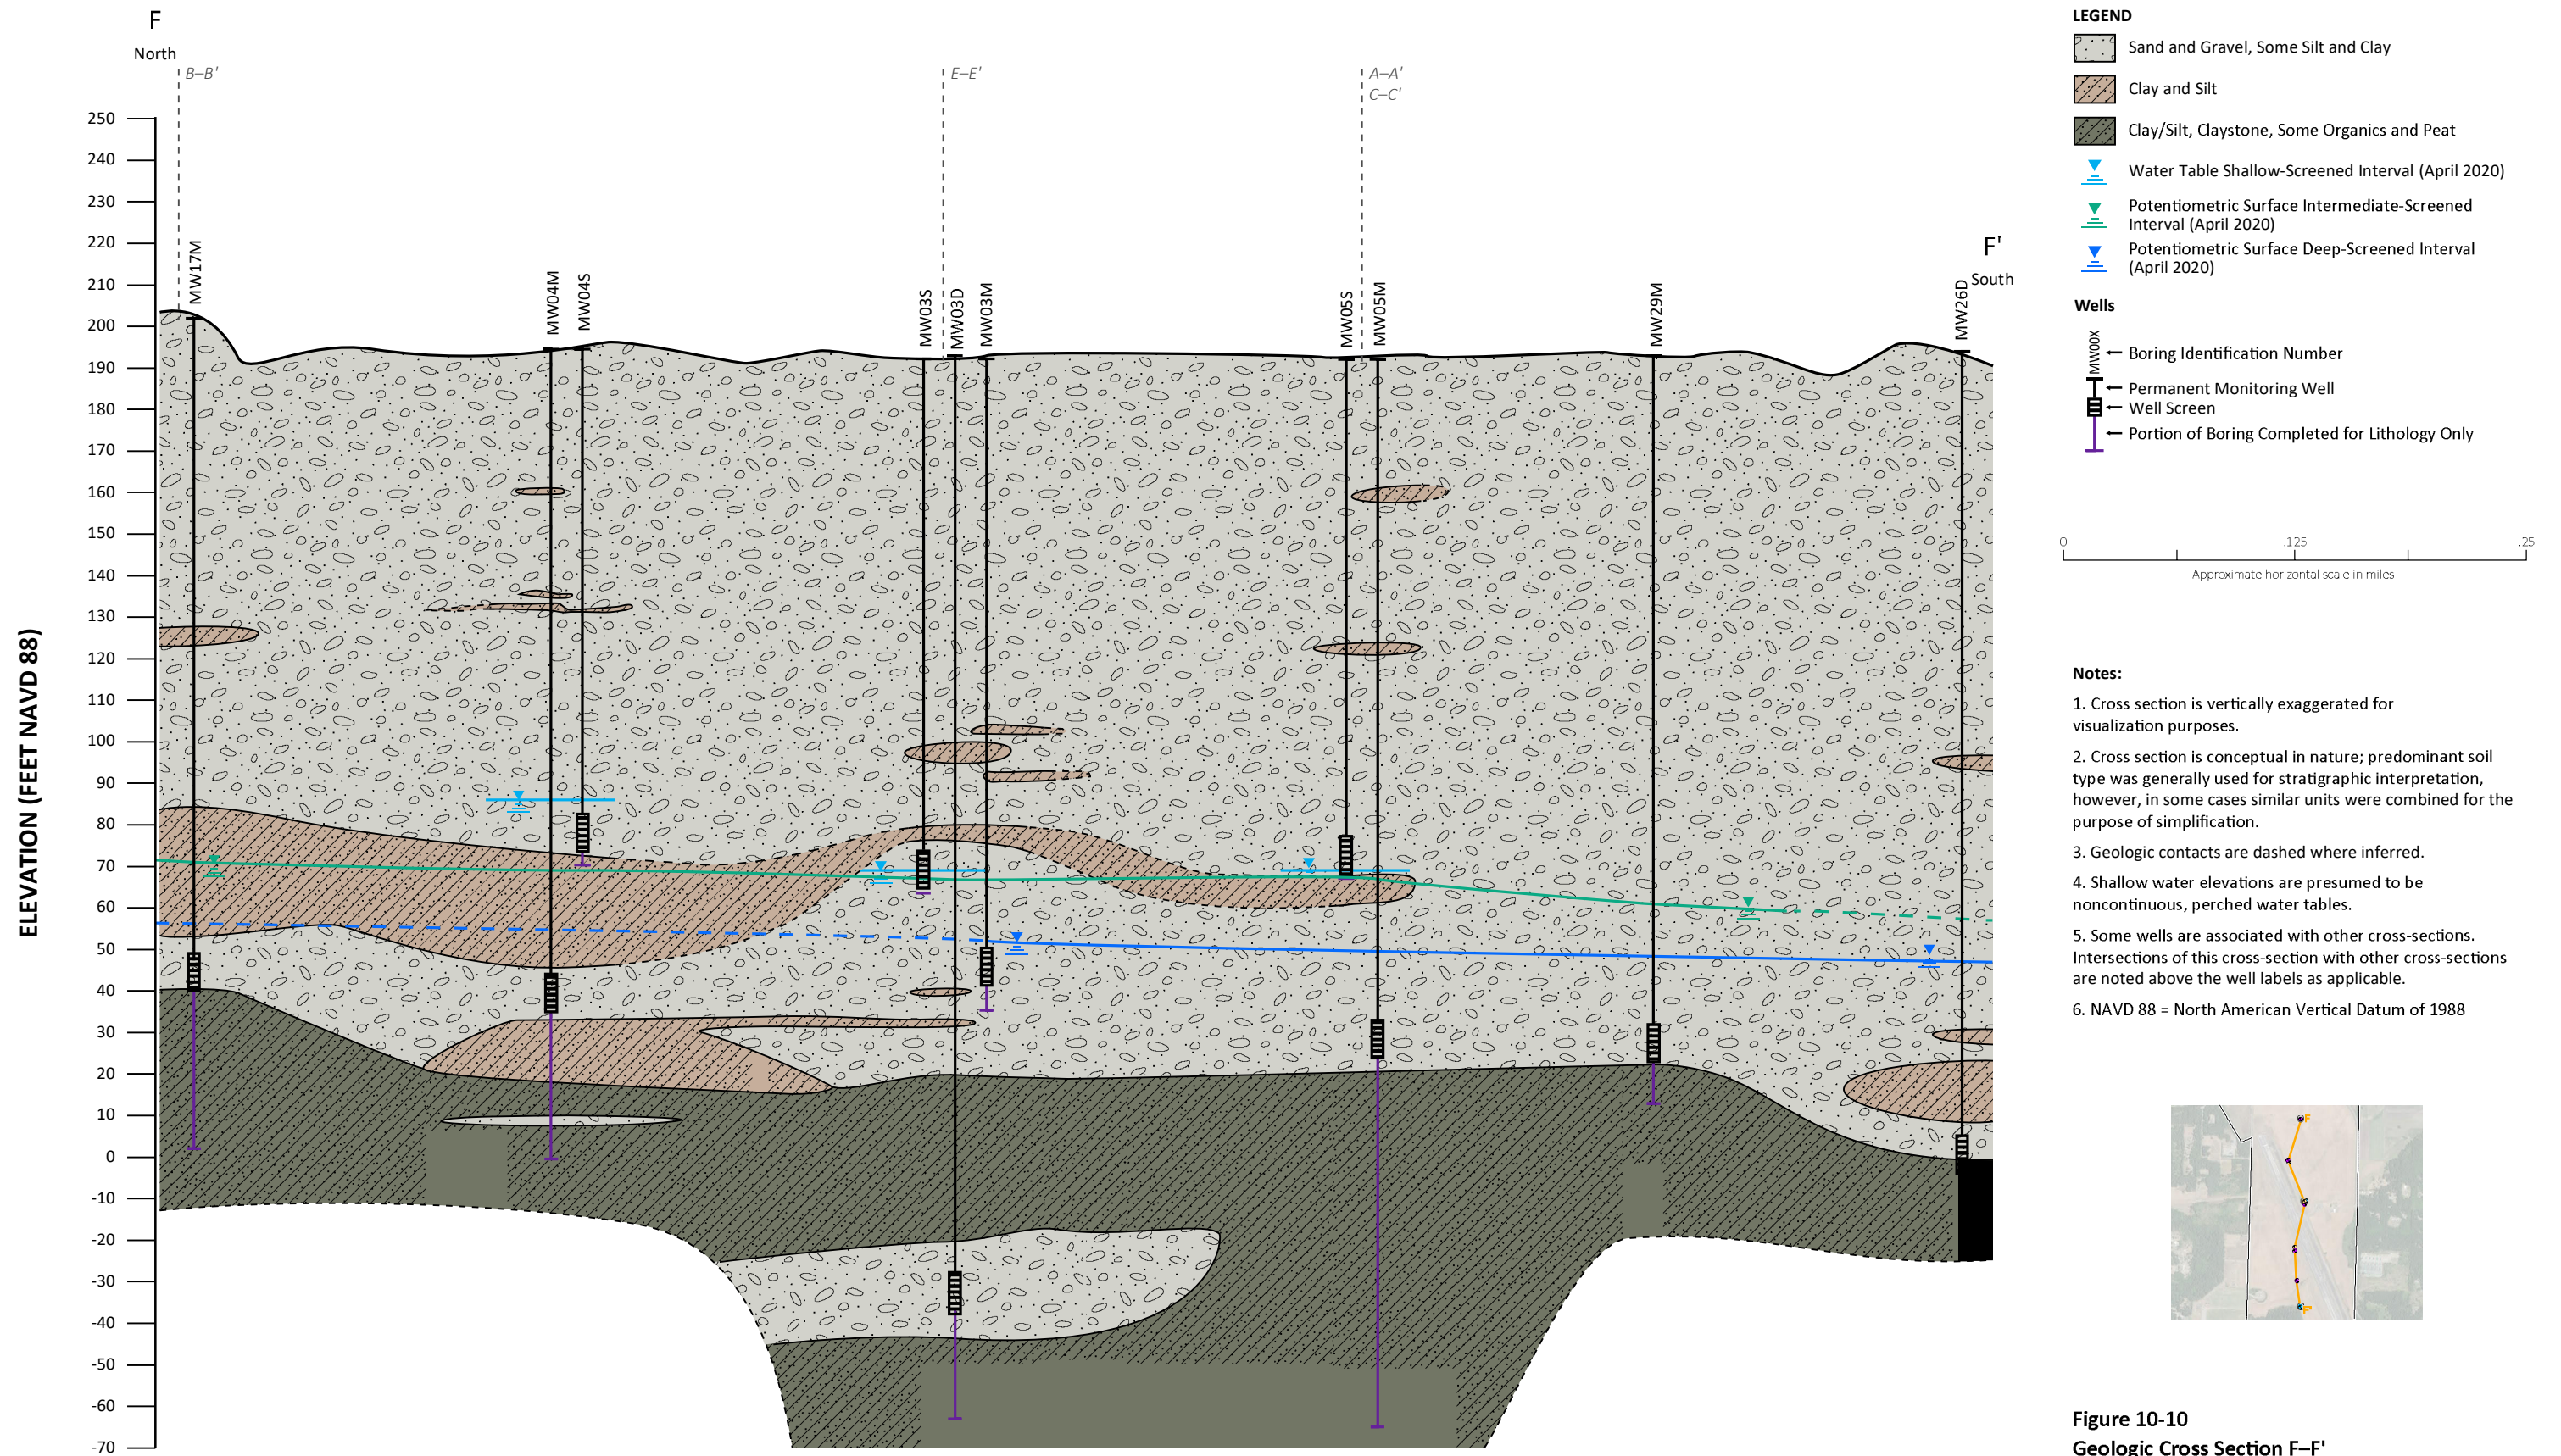 F
North
B–B'
E–E'
A–A'
C–C'
F'
South
ELEVATION (FEET NAVD 88)
250
240
230
220
210
200
190
180
170
160
150
140
130
120
110
100
90
80
70
60
50
40
30
20
10
0
-10
-20
-30
-40
-50
-60
-70
MW17M
MW04M
MW04S
MW03S
MW03D
MW03M
MW05S
MW05M
MW29M
MW26D
LEGEND
Sand and Gravel, Some Silt and Clay
Clay and Silt
Clay/Silt, Claystone, Some Organics and Peat
Water Table Shallow-Screened Interval (April 2020)
Potentiometric Surface Intermediate-Screened
Interval (April 2020)
Potentiometric Surface Deep-Screened Interval
(April 2020)
Wells
MW00X
Boring Identification Number
Permanent Monitoring Well
Well Screen
Portion of Boring Completed for Lithology Only
0 .125 .25
Approximate horizontal scale in miles
Notes:
1. Cross section is vertically exaggerated for
visualization purposes.
2. Cross section is conceptual in nature; predominant soil
type was generally used for stratigraphic interpretation,
however, in some cases similar units were combined for the
purpose of simplification.
3. Geologic contacts are dashed where inferred.
4. Shallow water elevations are presumed to be
noncontinuous, perched water tables.
5. Some wells are associated with other cross-sections.
Intersections of this cross-section with other cross-sections
are noted above the well labels as applicable.
6. NAVD 88 = North American Vertical Datum of 1988
F
F'
Figure 10-10
Geologic Cross Section F–F'